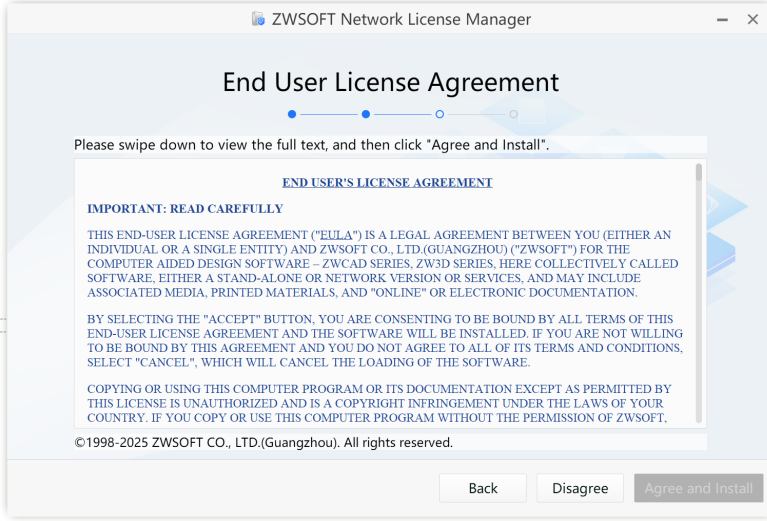 ZWSOFT Network License Manager
End User License Agreement
Please swipe down to view the full text, and then click "Agree and Install".
END USER'S LICENSE AGREEMENT
IMPORTANT: READ CAREFULLY
THIS END-USER LICENSE AGREEMENT ("EULA") IS A LEGAL AGREEMENT BETWEEN YOU (EITHER AN
INDIVIDUAL OR A SINGLE ENTITY) AND ZWSOFT CO., LTD.(GUANGZHOU) ("ZWSOFT") FOR THE
COMPUTER AIDED DESIGN SOFTWARE – ZWCAD SERIES, ZW3D SERIES, HERE COLLECTIVELY CALLED
SOFTWARE, EITHER A STAND-ALONE OR NETWORK VERSION OR SERVICES, AND MAY INCLUDE
ASSOCIATED MEDIA, PRINTED MATERIALS, AND "ONLINE" OR ELECTRONIC DOCUMENTATION.
BY SELECTING THE "ACCEPT" BUTTON, YOU ARE CONSENTING TO BE BOUND BY ALL TERMS OF THIS
END-USER LICENSE AGREEMENT AND THE SOFTWARE WILL BE INSTALLED. IF YOU ARE NOT WILLING
TO BE BOUND BY THIS AGREEMENT AND YOU DO NOT AGREE TO ALL OF ITS TERMS AND CONDITIONS,
SELECT "CANCEL", WHICH WILL CANCEL THE LOADING OF THE SOFTWARE.
COPYING OR USING THIS COMPUTER PROGRAM OR ITS DOCUMENTATION EXCEPT AS PERMITTED BY
THIS LICENSE IS UNAUTHORIZED AND IS A COPYRIGHT INFRINGEMENT UNDER THE LAWS OF YOUR
COUNTRY. IF YOU COPY OR USE THIS COMPUTER PROGRAM WITHOUT THE PERMISSION OF ZWSOFT,
©1998-2025 ZWSOFT CO., LTD.(Guangzhou). All rights reserved.
Back
Disagree
Agree and Install